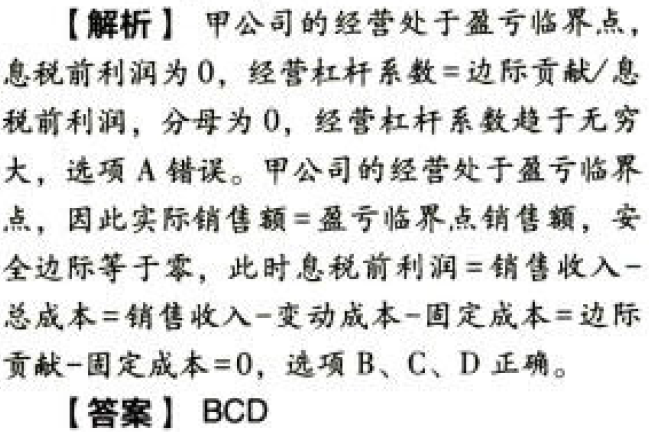 【解析】 甲公司的经营处于盈亏临界点，
息税前利润为0，经营杠杆系数=边际贡献/息
税前利润，分母为0，经营杠杆系数趋于无穷
大，选项A错误。甲公司的经营处于盈亏临界
点，因此实际销售额=盈亏临界点销售额，安
全边际等于零，此时息税前利润=销售收入-
总成本=销售收入-变动成本-固定成本=边际
贡献-固定成本=0，选项B、C、D正确。
【答案】 BCD